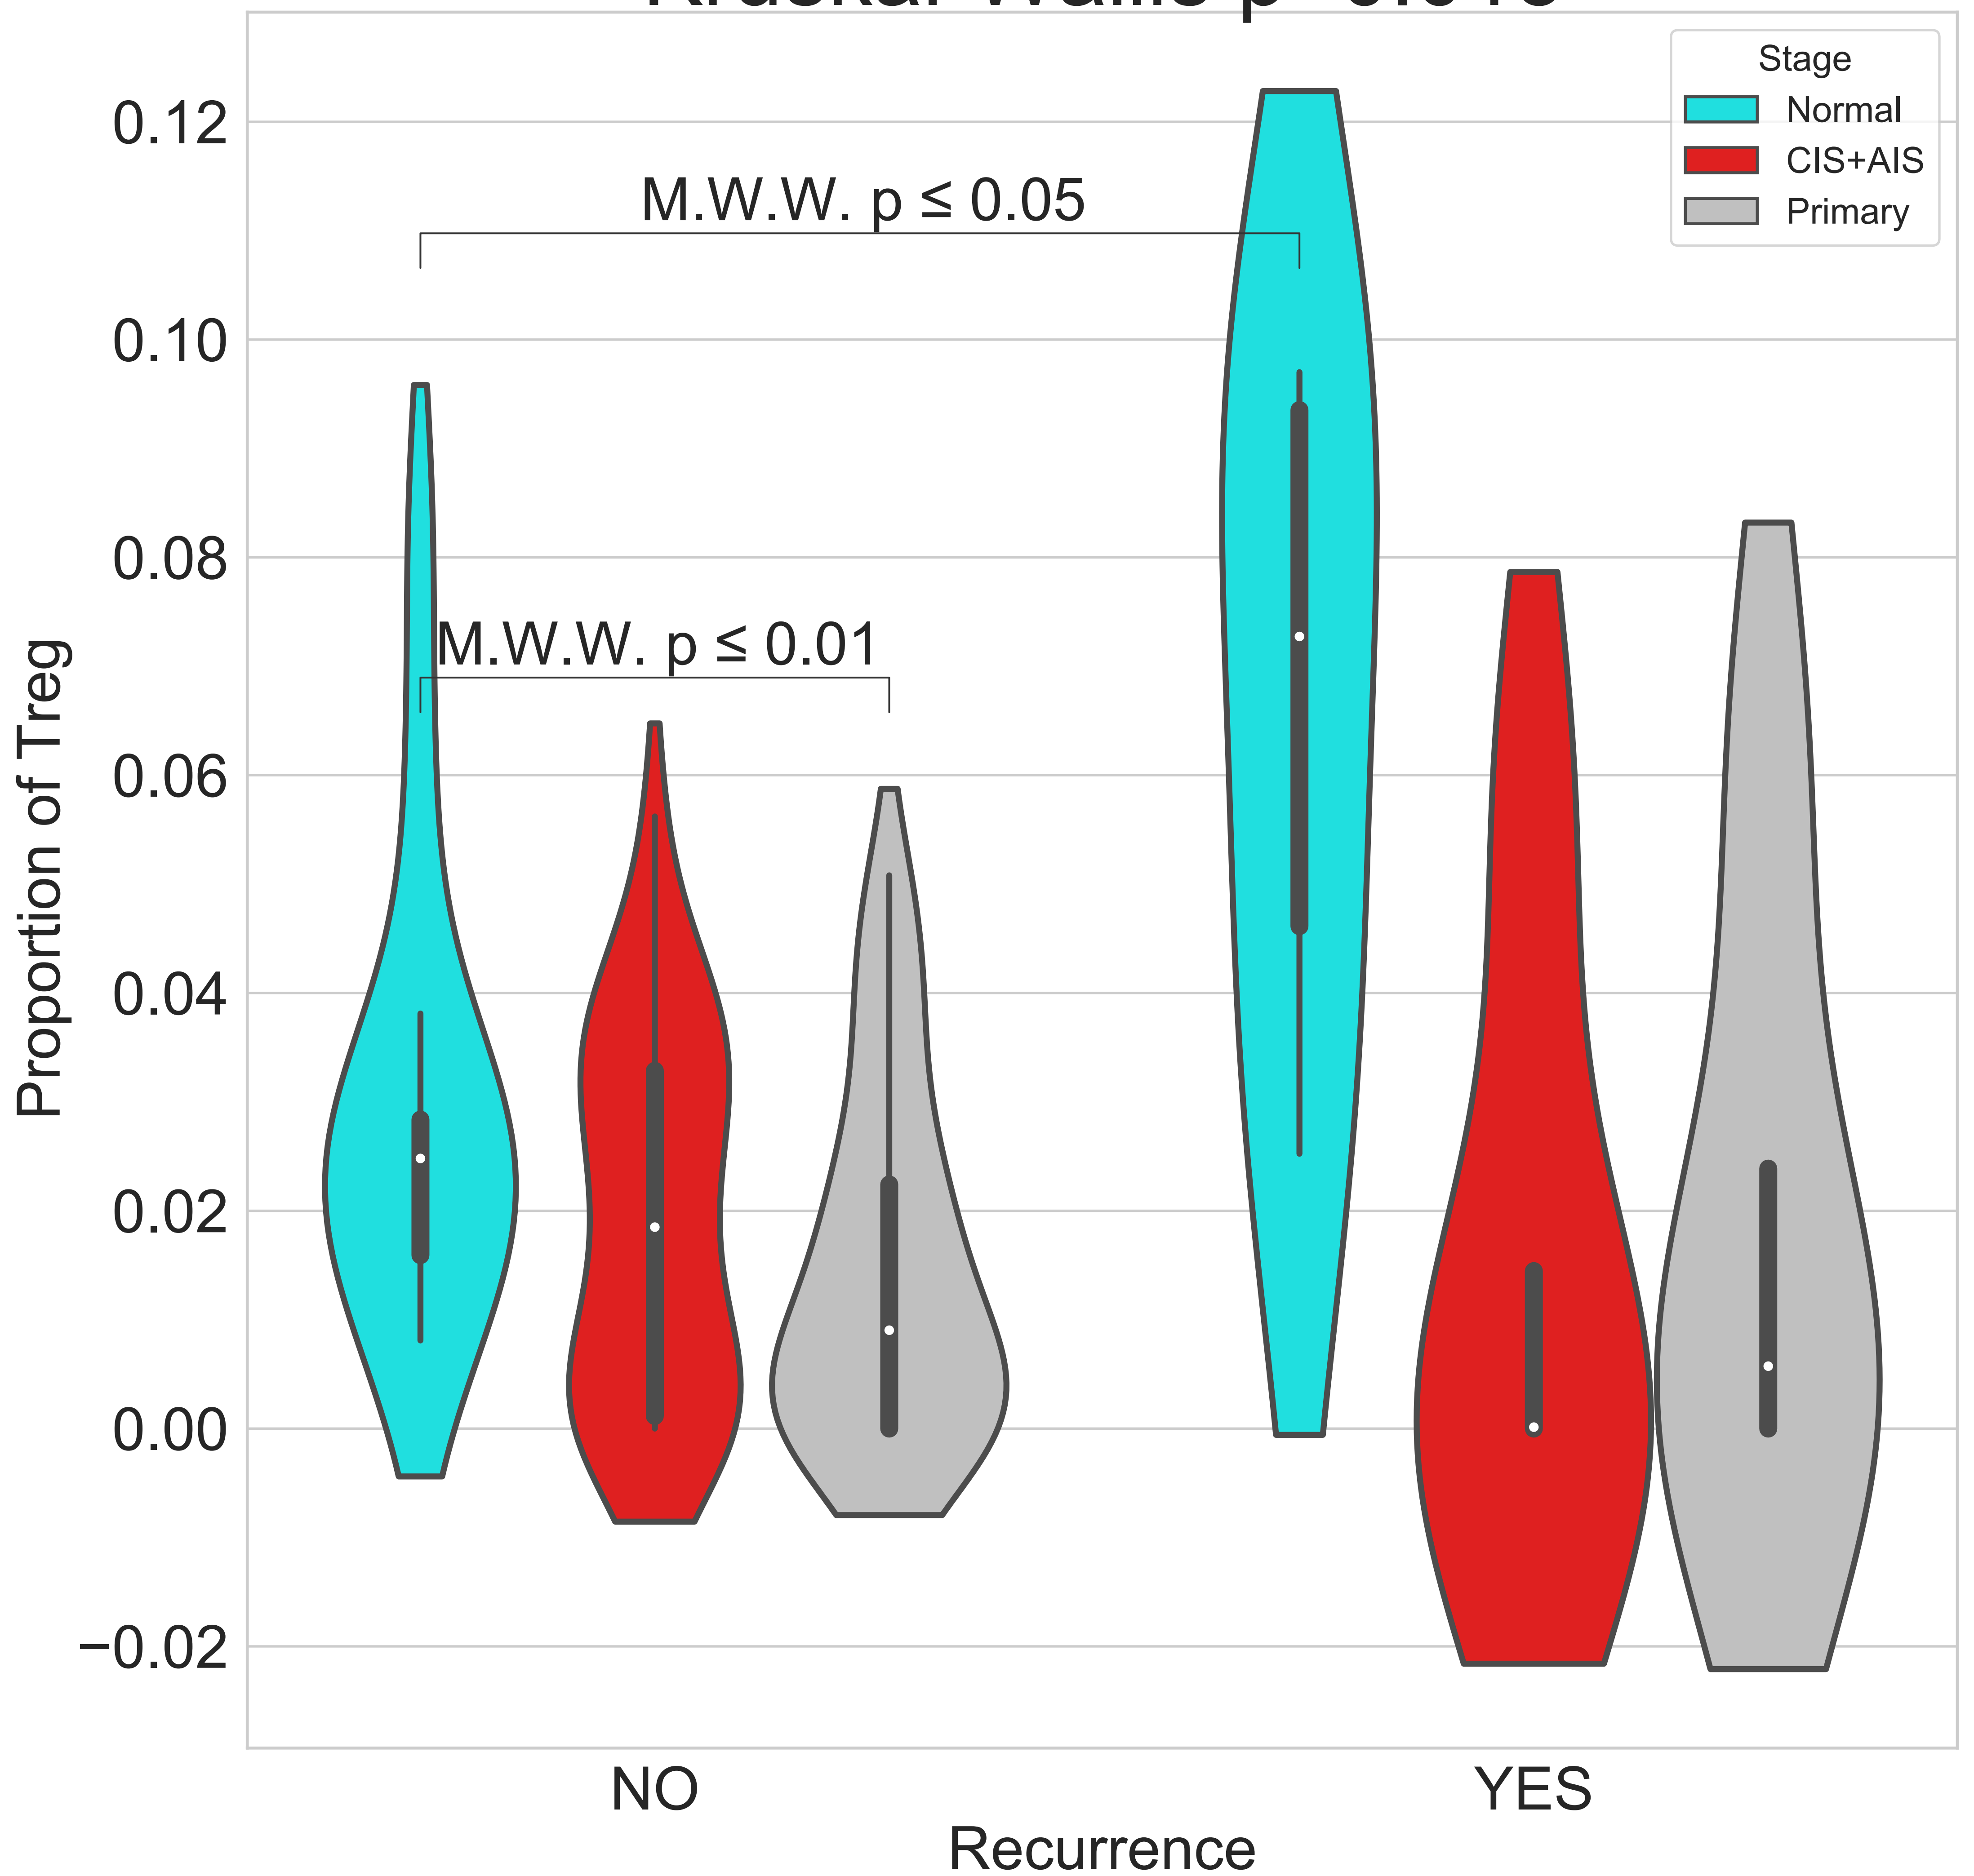 Stage
Normal
CIS+AIS
Primary
M.W.W. p ≤ 0.05
M.W.W. p ≤ 0.01
0.12
0.10
0.08
0.06
0.04
0.02
0.00
−0.02
Proportion of Treg
NO
YES
Recurrence